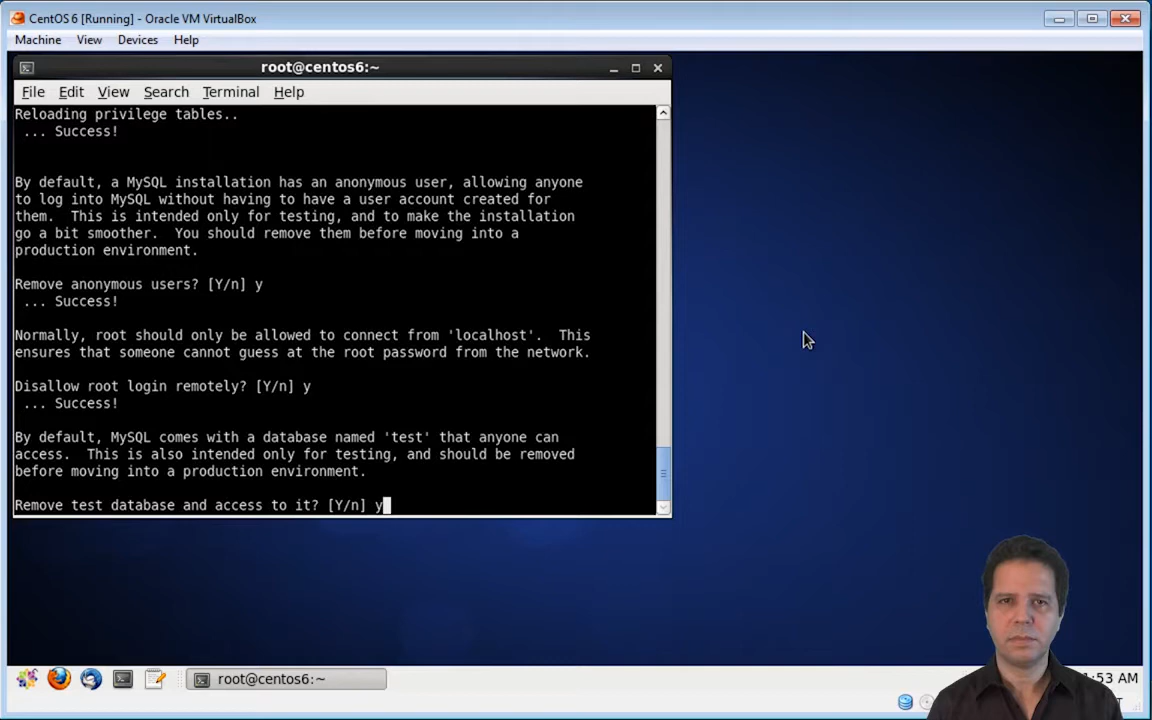 CentOS 6 [Running] - Oracle VM VirtualBox
Machine View Devices Help
root@centos6:~
File Edit View Search Terminal Help
Reloading privilege tables..
... Success!
By default, a MySQL installation has an anonymous user, allowing anyone
to log into MySQL without having to have a user account created for
them.  This is intended only for testing, and to make the installation
go a bit smoother.  You should remove them before moving into a
production environment.
Remove anonymous users? [Y/n] y
... Success!
Normally, root should only be allowed to connect from 'localhost'.  This
ensures that someone cannot guess at the root password from the network.
Disallow root login remotely? [Y/n] y
... Success!
By default, MySQL comes with a database named 'test' that anyone can
access.  This is also intended only for testing, and should be removed
before moving into a production environment.
Remove test database and access to it? [Y/n] y
root@centos6:~
:53 AM